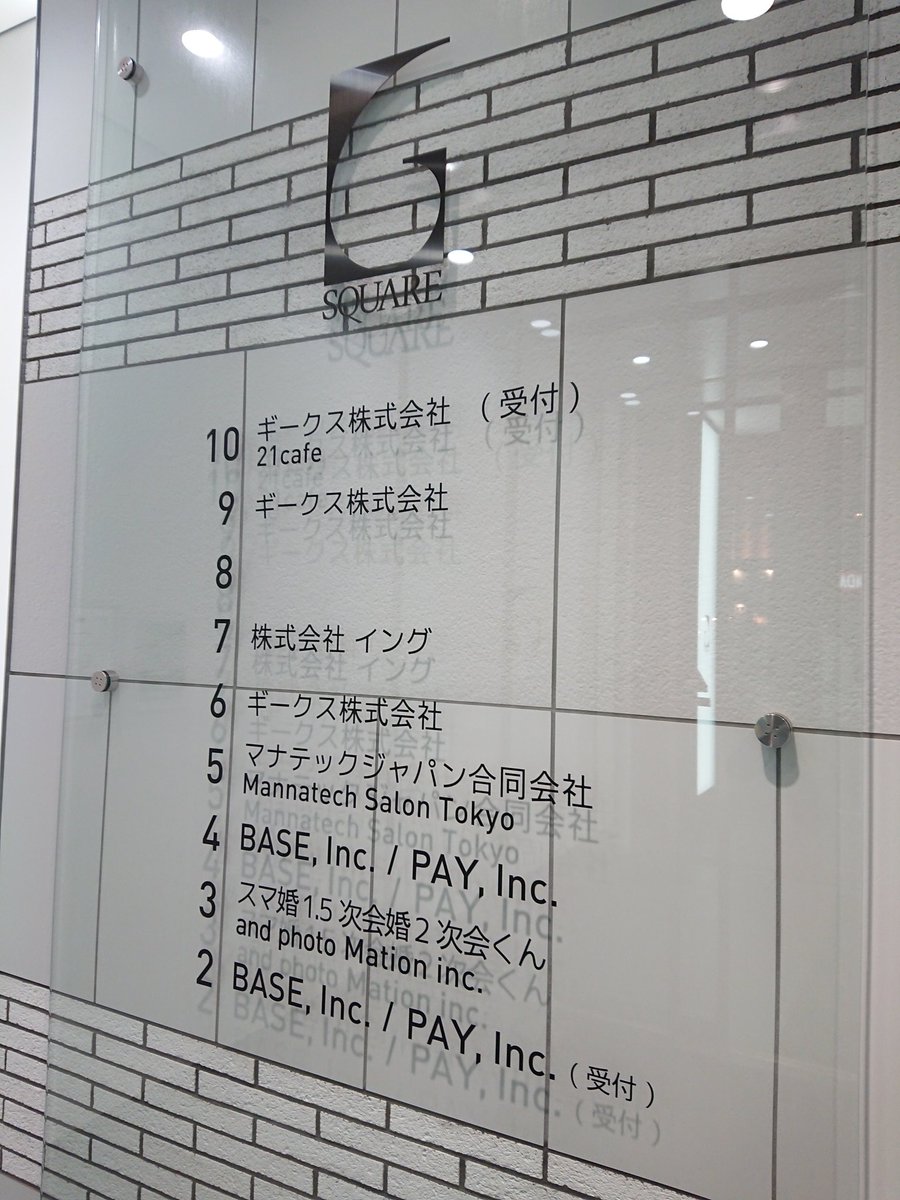 G
SQUARE
10 ギークス株式会社 (受付)
21cafe
9 ギークス株式会社
8
7 株式会社 イング
6 ギークス株式会社
5 マナテックジャパン合同会社
Mannatech Salon Tokyo
4 BASE, Inc. / PAY, Inc.
3 スマ婚 1.5 次会婚 2 次会くん
and photo Mation inc.
2 BASE, Inc. / PAY, Inc. (受付)